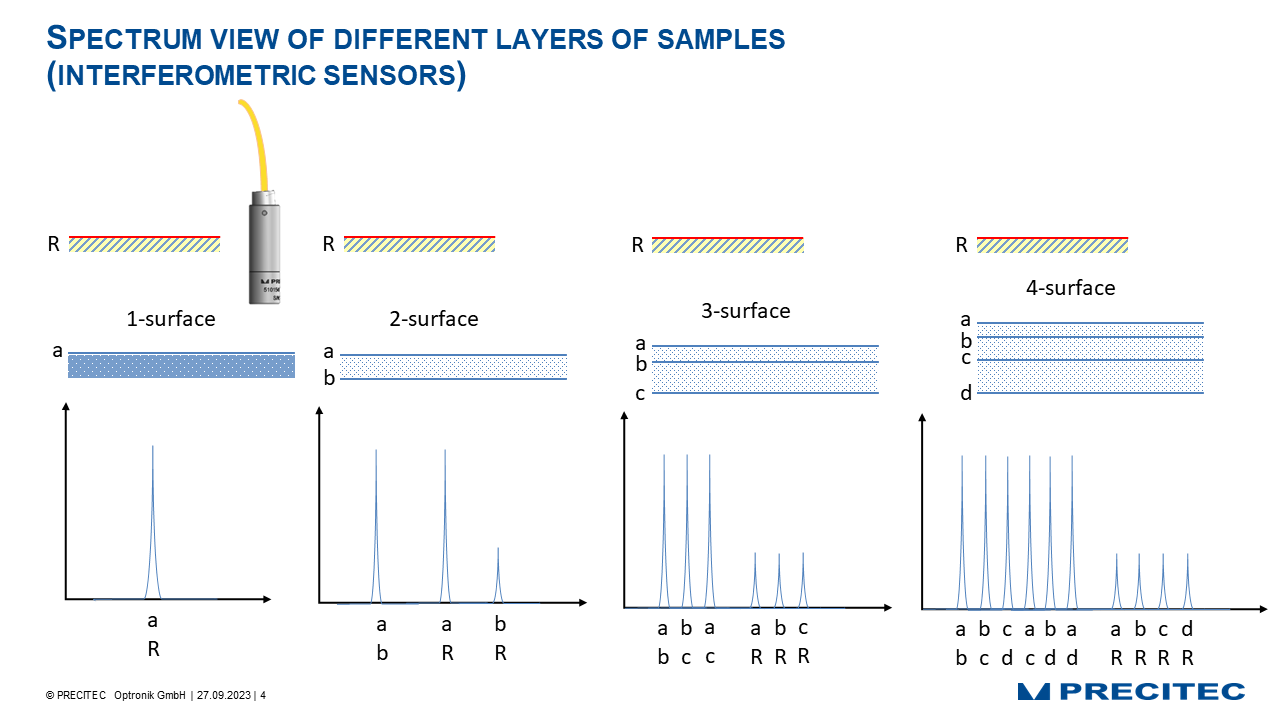 SPECTRUM VIEW OF DIFFERENT LAYERS OF SAMPLES
(INTERFEROMETRIC SENSORS)
R
R
R
R
1-surface
2-surface
3-surface
4-surface
a
a
b
a
b
c
a
b
c
d
a
R
a a b
b R R
a b a a b c
b c c R R R
a b c a b a a b c d
b c d c d d R R R R
© PRECITEC Optronik GmbH | 27.09.2023 | 4
PRECITEC